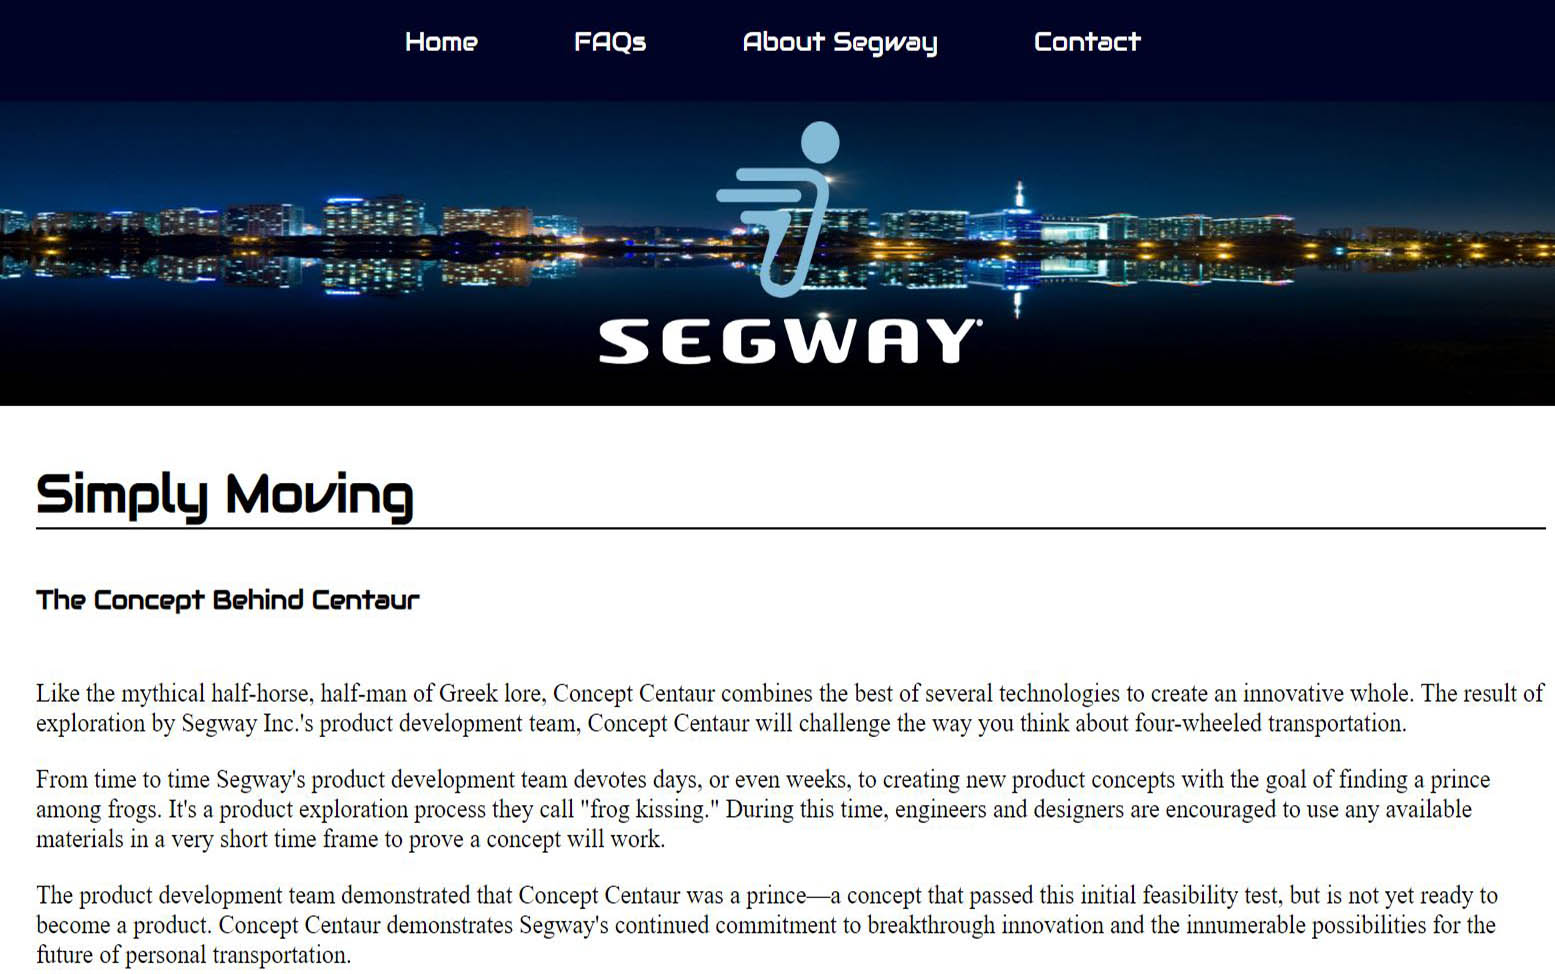 Home FAQs About Segway Contact
SEGWAY
Simply Moving
The Concept Behind Centaur
Like the mythical half-horse, half-man of Greek lore, Concept Centaur combines the best of several technologies to create an innovative whole. The result of
exploration by Segway Inc.'s product development team, Concept Centaur will challenge the way you think about four-wheeled transportation.
From time to time Segway's product development team devotes days, or even weeks, to creating new product concepts with the goal of finding a prince
among frogs. It's a product exploration process they call "frog kissing." During this time, engineers and designers are encouraged to use any available
materials in a very short time frame to prove a concept will work.
The product development team demonstrated that Concept Centaur was a prince—a concept that passed this initial feasibility test, but is not yet ready to
become a product. Concept Centaur demonstrates Segway's continued commitment to breakthrough innovation and the innumerable possibilities for the
future of personal transportation.